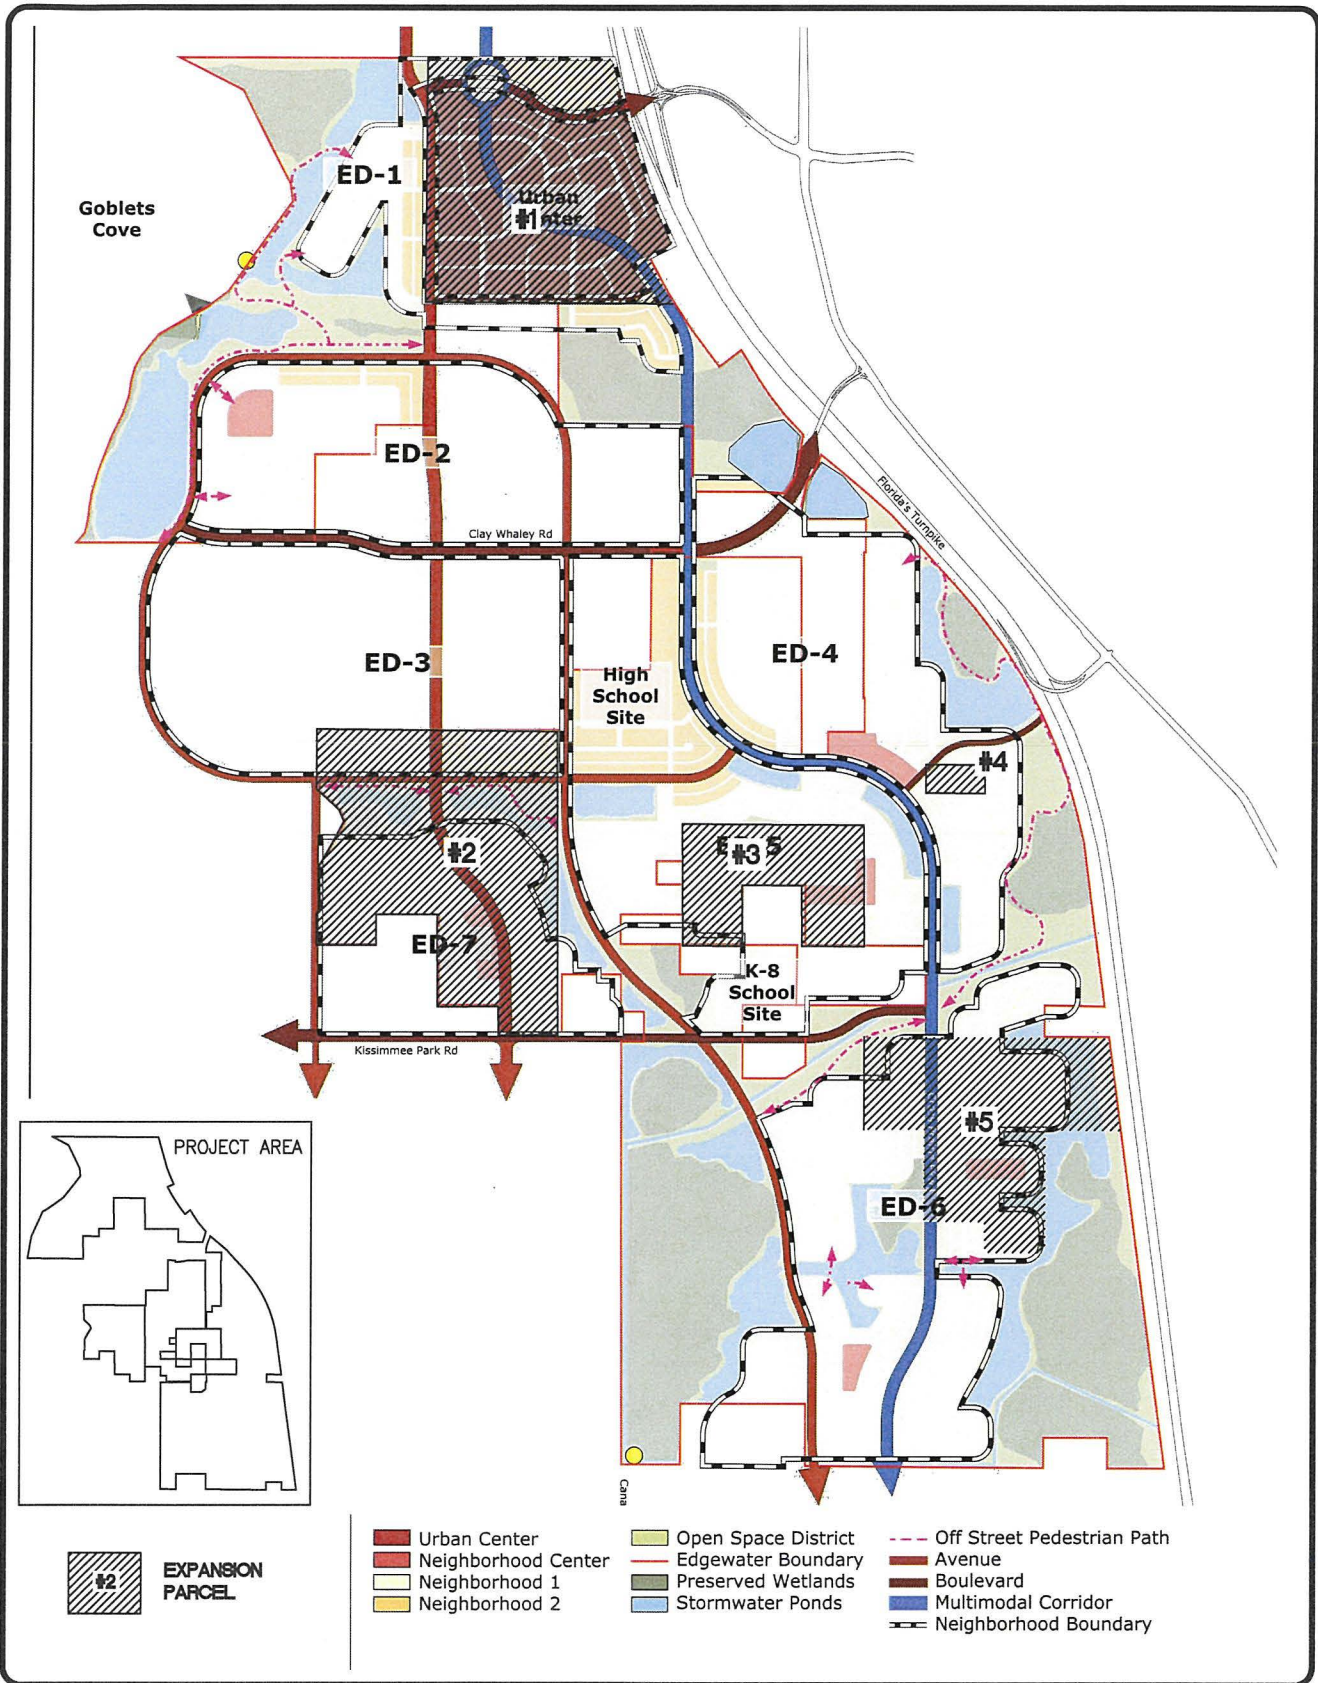 ED-1
Goblets
Cove
Urban
#1
ED-2
Clay Whaley Rd
Florida's Turnpike
ED-3
ED-4
High
School
Site
#4
#2
#3
ED-7
K-8
School
Site
Kissimmee Park Rd
#5
ED-6
PROJECT AREA
Cana
#2
EXPANSION
PARCEL
Urban Center
Neighborhood Center
Neighborhood 1
Neighborhood 2
Open Space District
Edgewater Boundary
Preserved Wetlands
Stormwater Ponds
Off Street Pedestrian Path
Avenue
Boulevard
Multimodal Corridor
Neighborhood Boundary